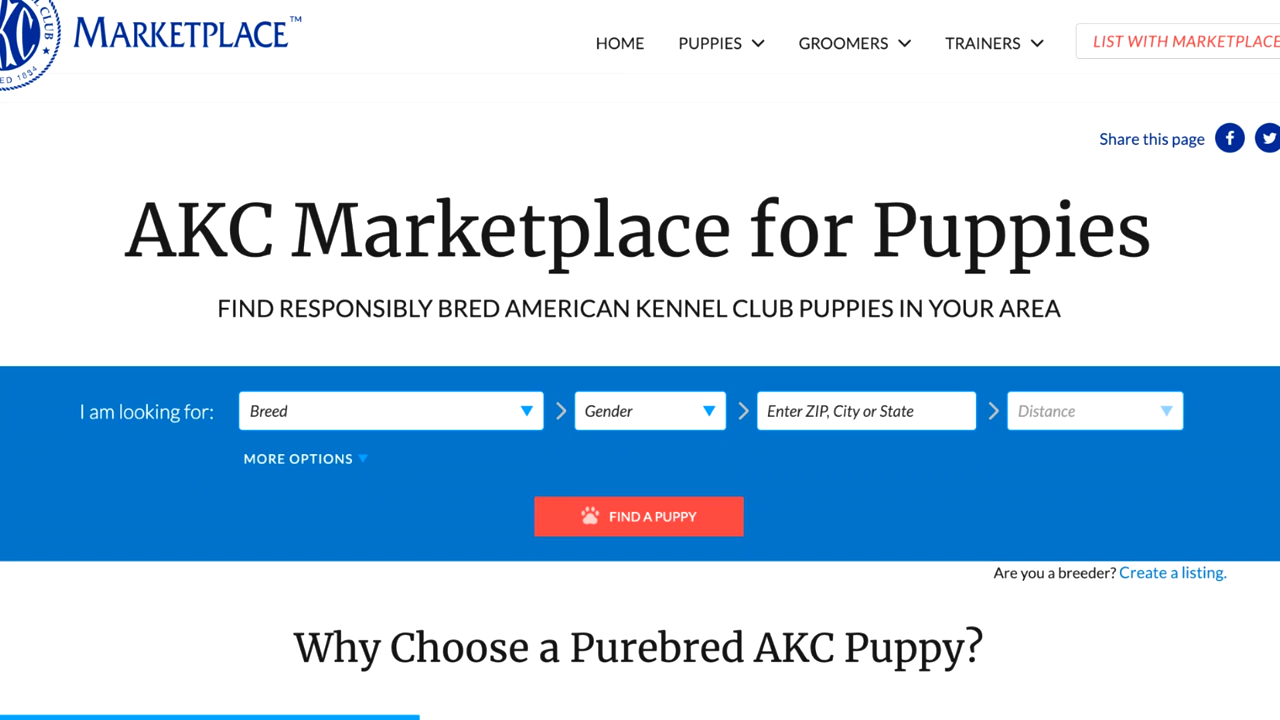 MARKETPLACE™
HOME PUPPIES GROOMERS TRAINERS LIST WITH MARKETPLACE
Share this page
AKC Marketplace for Puppies
FIND RESPONSIBLY BRED AMERICAN KENNEL CLUB PUPPIES IN YOUR AREA
I am looking for: Breed Gender Enter ZIP, City or State Distance
MORE OPTIONS
FIND A PUPPY
Are you a breeder? Create a listing.
Why Choose a Purebred AKC Puppy?